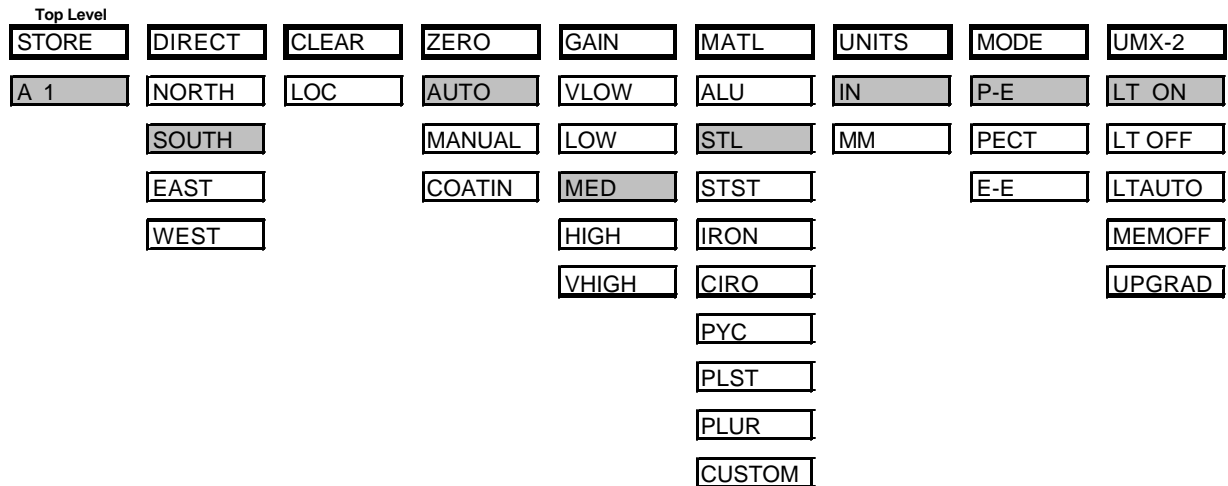 Top Level
STORE DIRECT CLEAR ZERO GAIN MATL UNITS MODE UMX-2
A 1 NORTH LOC AUTO VLOW ALU IN P-E LT ON
SOUTH MANUAL LOW STL MM PECT LT OFF
EAST COATIN MED STST E-E LTAUTO
WEST HIGH IRON MEMOFF
VHIGH CIRO UPGRAD
PYC
PLST
PLUR
CUSTOM